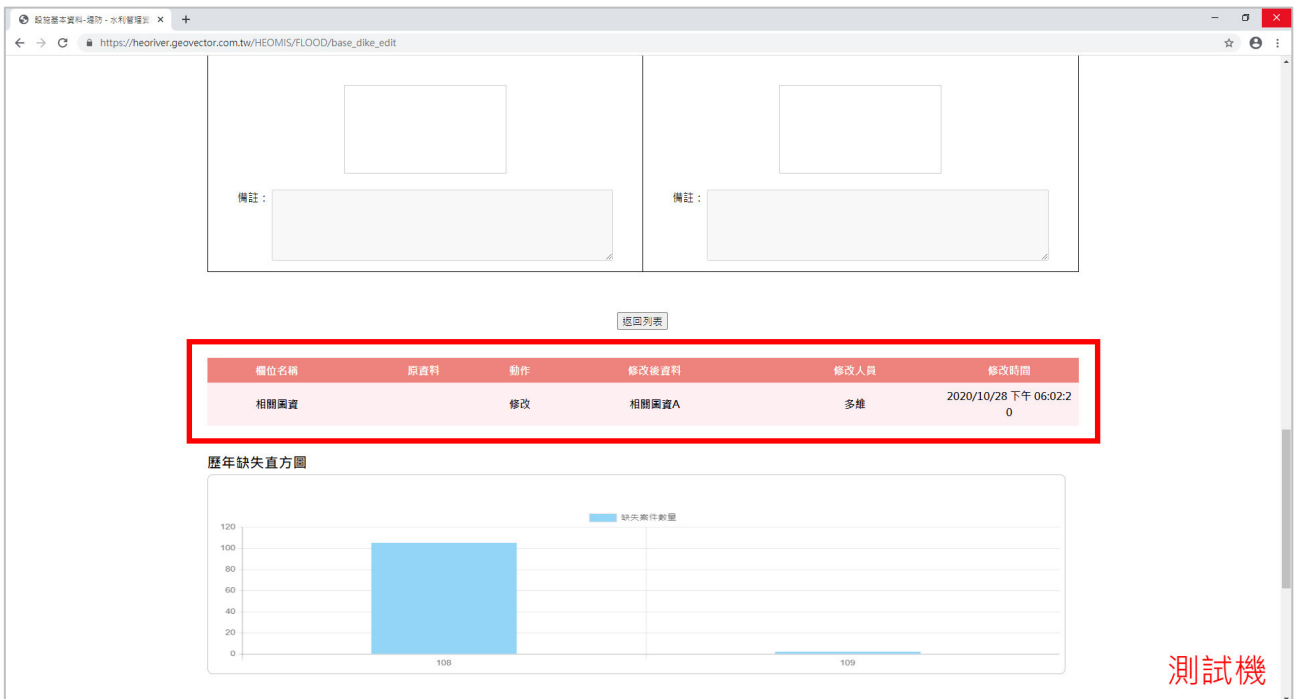 設施基本資料-堤防 - 水利管理
https://heoriver.geovector.com.tw/HEOMIS/FLOOD/base_dike_edit
備註： 備註：
返回列表
欄位名稱 原資料 動作 修改後資料 修改人員 修改時間
相關圖資 修改 相關圖資A 多維 2020/10/28 下午 06:02:2
0
歷年缺失直方圖
缺失案件數量
120
100
80
60
40
20
0
108 109
測試機